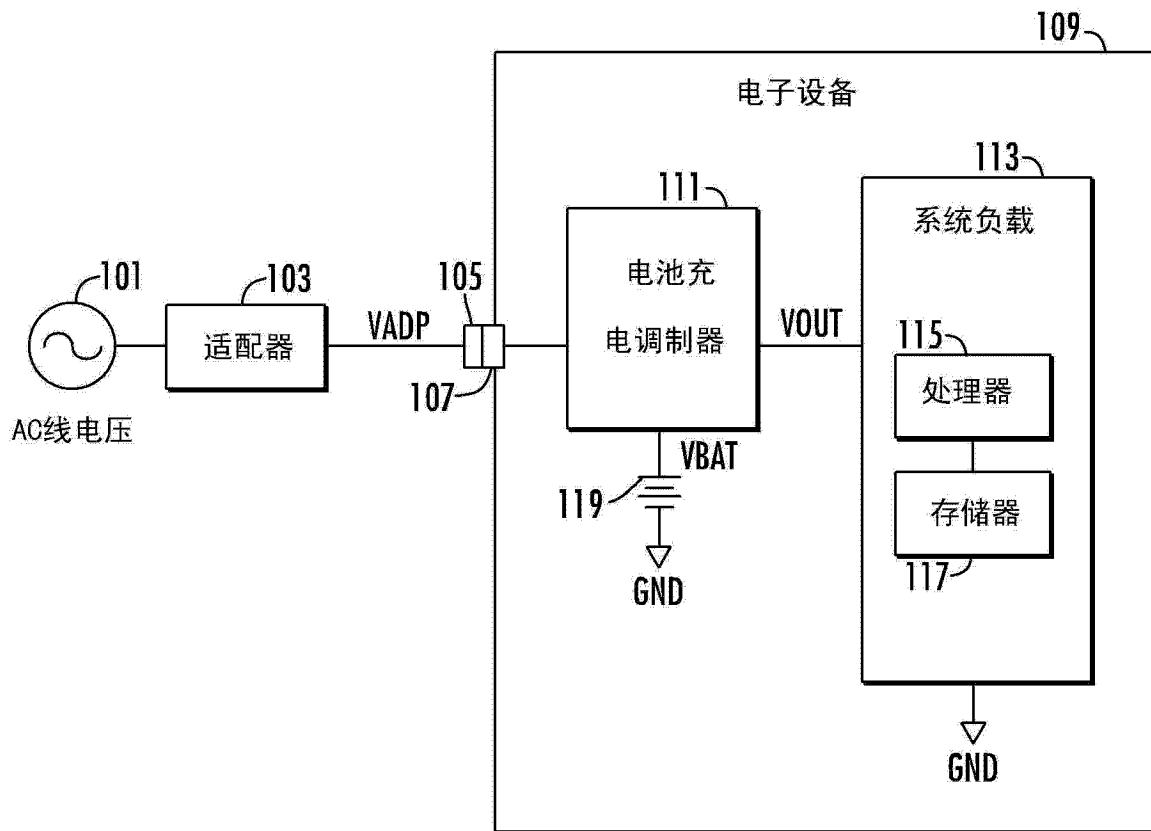 109
电子设备
113
111
系统负载
101
103
105
电池充
电调制器
VADP
VOUT
适配器
115
处理器
107
AC线电压
VBAT
119
存储器
117
GND
GND